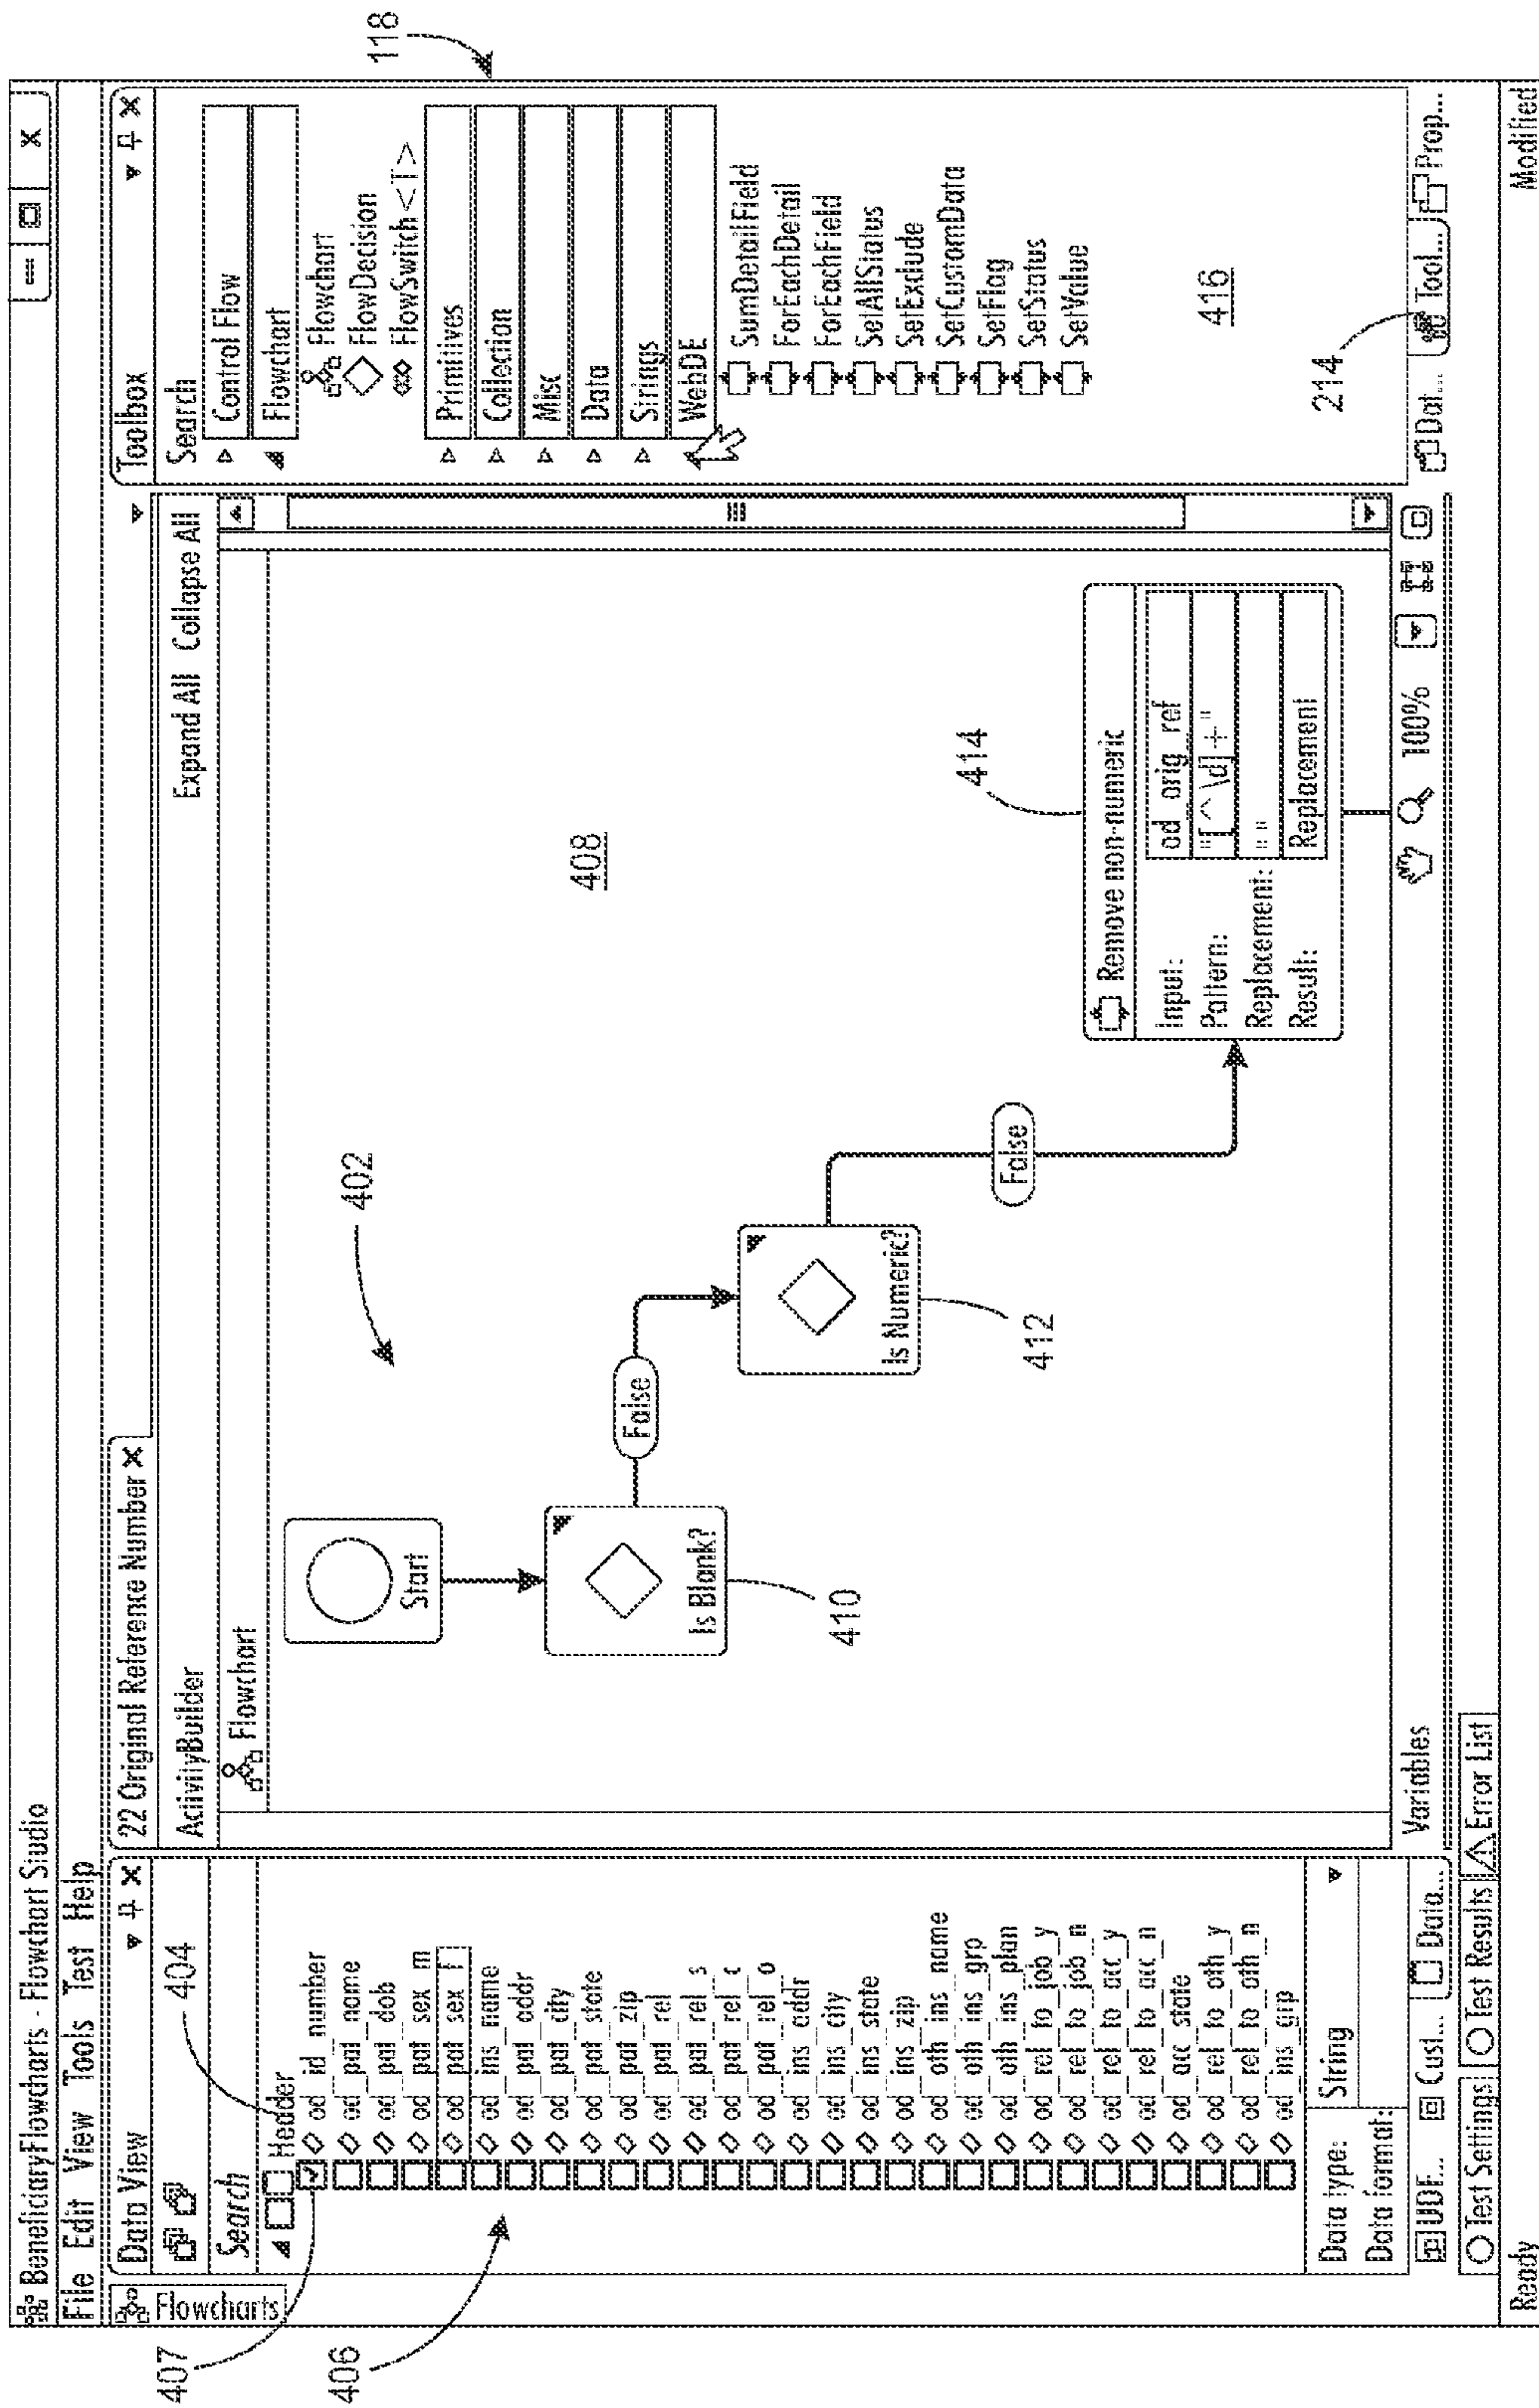 BeneficiaryFlowcharts - Flowchart Studio
File Edit View Tools Test Help
Flowcharts
407
406
Data View
404
Search
Header
od_id_number
od_pat_name
od_pat_dob
od_pat_sex_m
od_pat_sex_f
od_ins_name
od_pat_addr
od_pat_city
od_pat_state
od_pat_zip
od_pat_rel
od_pat_rel_s
od_pat_rel_c
od_pat_rel_o
od_ins_addr
od_ins_city
od_ins_state
od_ins_zip
od_oth_ins_name
od_oth_ins_grp
od_oth_ins_plan
od_rel_to_job_y
od_rel_to_job_n
od_rel_to_acc_y
od_rel_to_acc_n
od_acc_state
od_rel_to_oth_y
od_rel_to_oth_n
od_ins_grp
Data type: String
Data format:
UDF... Cust... Data...
22 Original Reference Number
ActivityBuilder
Expand All Collapse All
Flowchart
402
Start
408
Is Blank?
False
410
Is Numeric?
412
False
414
Remove non-numeric
Input: od_orig_ref
Pattern: "[^\d]+"
Replacement: ""
Result: Replacement
Variables
100%
Toolbox
118
Search
Control Flow
Flowchart
Flowchart
FlowDecision
FlowSwitch<T>
Primitives
Collection
Misc
Data
Strings
WebDE
SumDetailField
ForEachDetail
ForEachField
SetAllStatus
SetExclude
SetCustomData
SetFlag
SetStatus
SetValue
416
214
Dat... Tool... Prop...
Test Settings Test Results Error List
Ready
Modified